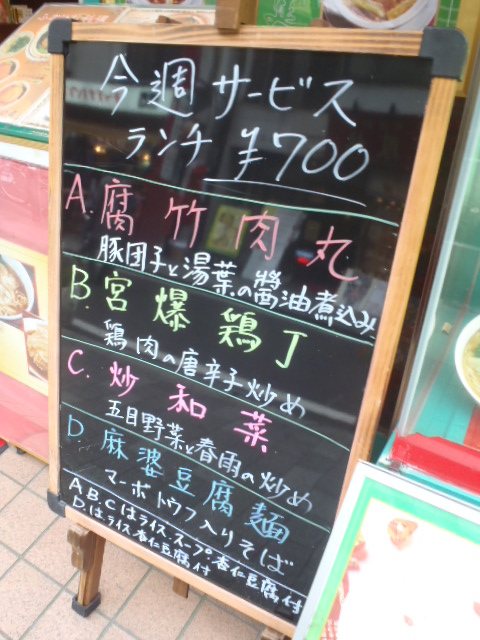 今週サービス
ランチ ¥700
A. 腐竹肉丸
豚団子と湯葉の醤油煮込み
B 宮爆鶏丁
鶏肉の唐辛子炒め
C. 炒和菜
五目野菜と春雨の炒め
D. 麻婆豆腐麺
マーボドウフ入りそば
A.B.Cはライス.スープ.杏仁豆腐付
D.はライス.杏仁豆腐付